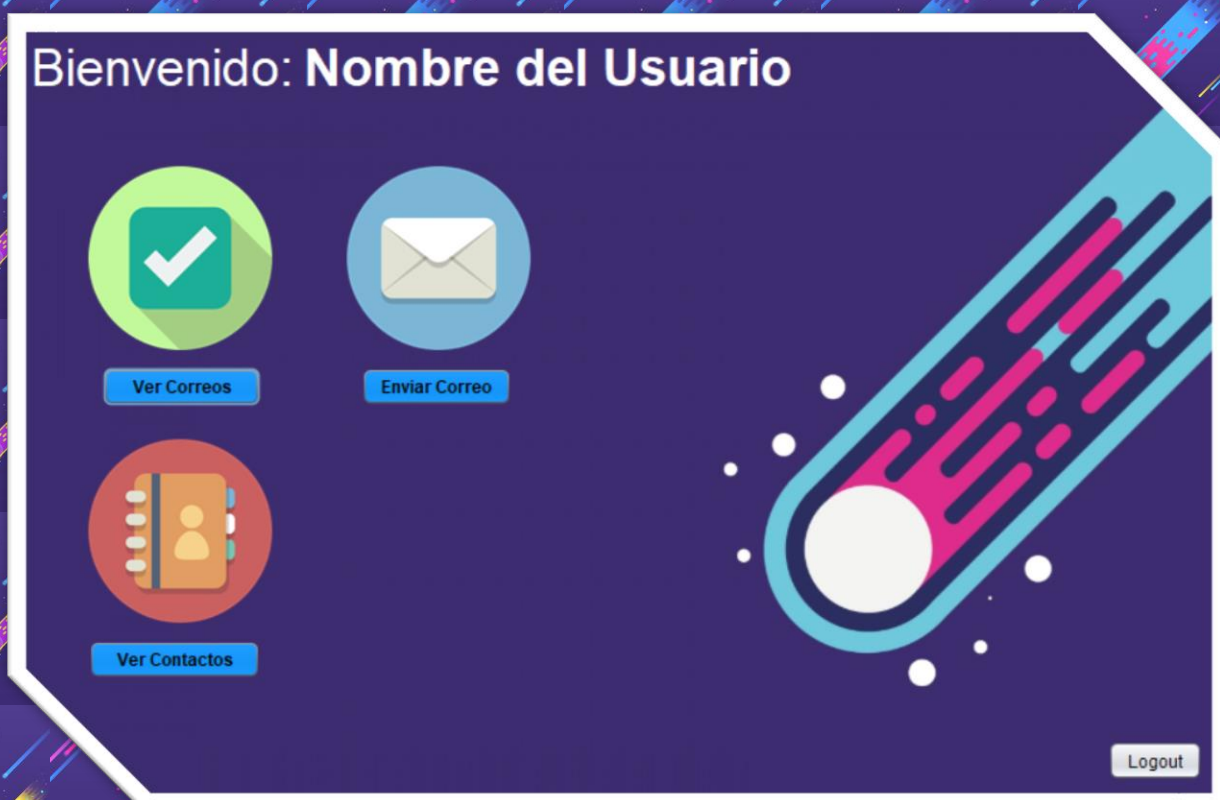 Bienvenido: Nombre del Usuario
Ver Correos
Enviar Correo
Ver Contactos
Logout